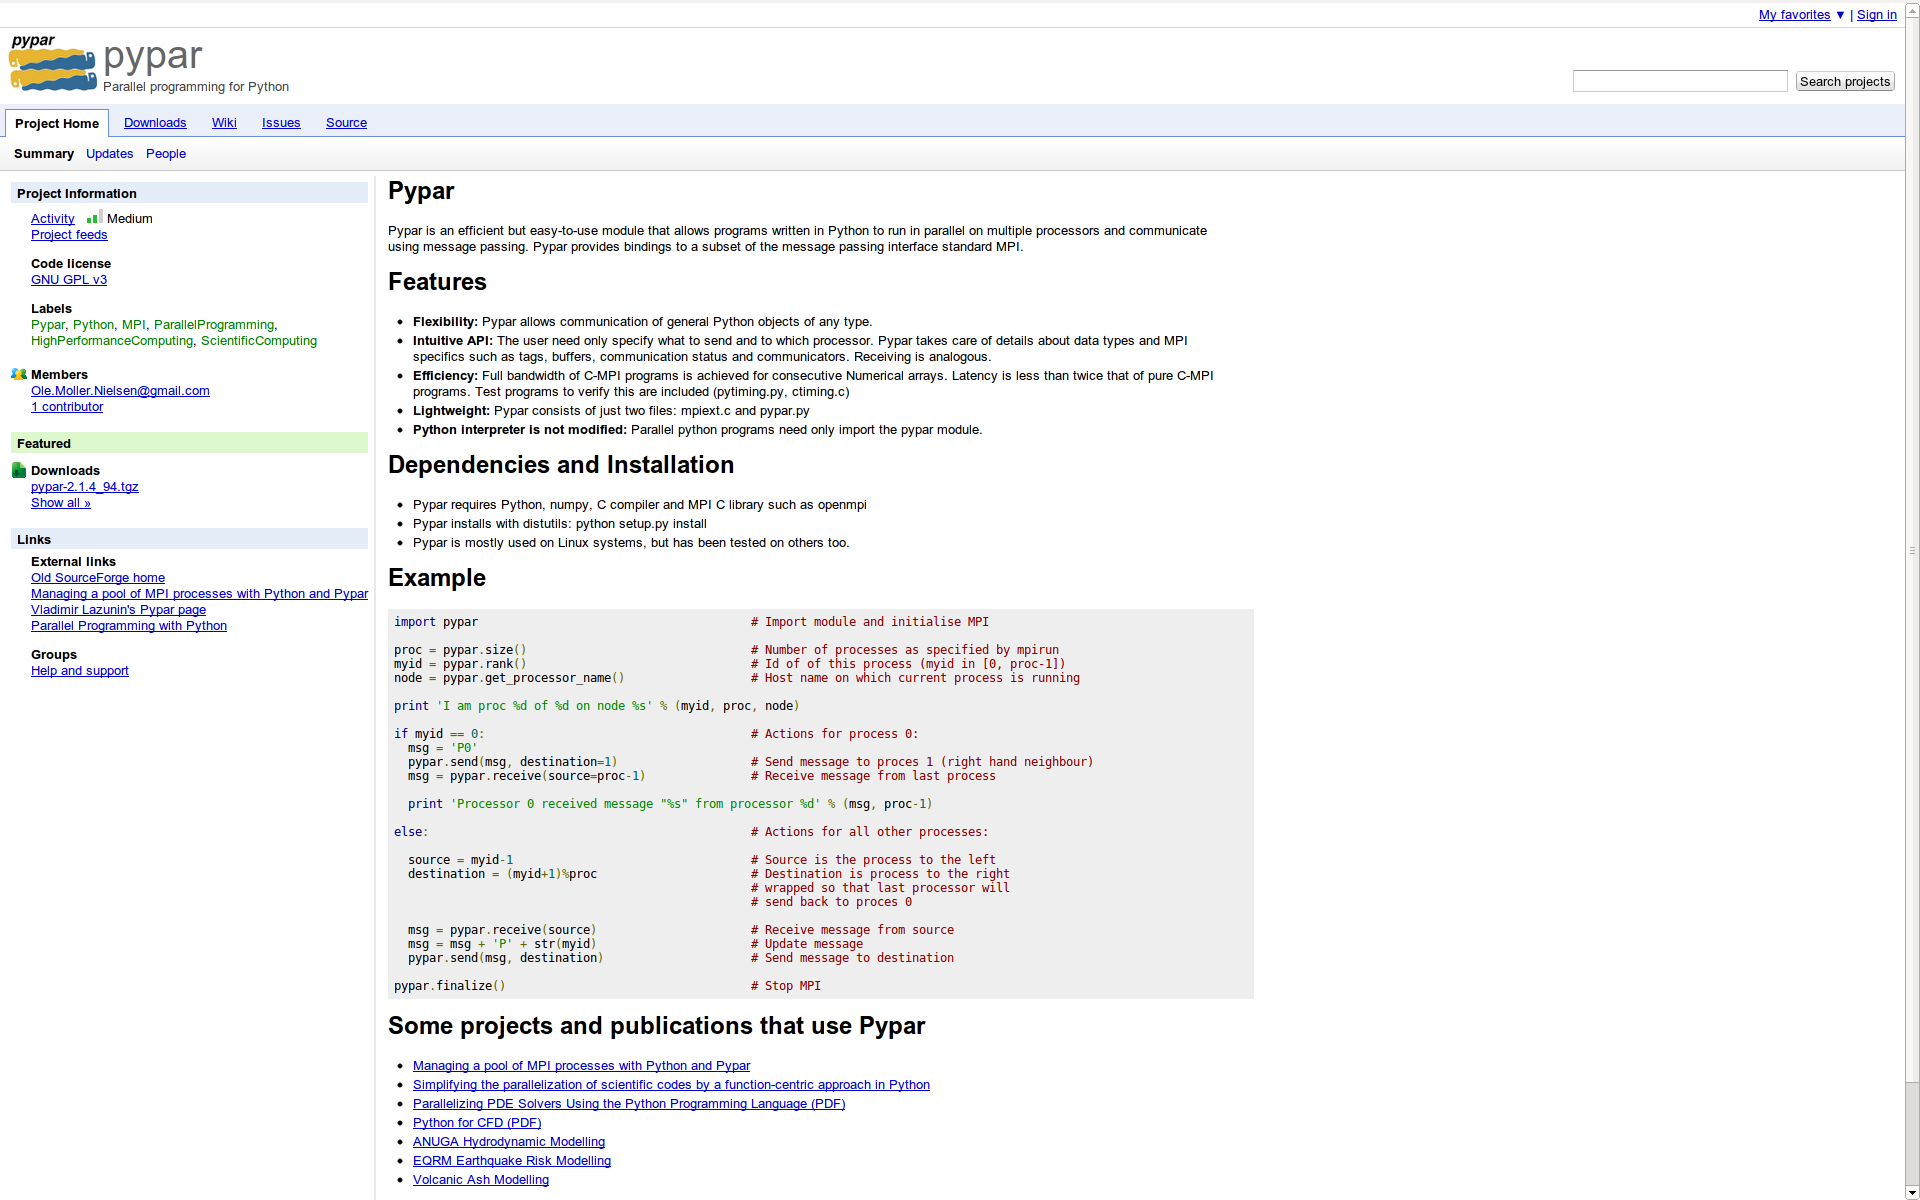 My favorites ▼ | Sign in
pypar
pypar
Parallel programming for Python
Search projects
Project Home Downloads Wiki Issues Source
Summary Updates People
Project Information
Activity Medium
Project feeds
Code license
GNU GPL v3
Labels
Pypar, Python, MPI, ParallelProgramming,
HighPerformanceComputing, ScientificComputing
Members
Ole.Moller.Nielsen@gmail.com
1 contributor
Featured
Downloads
pypar-2.1.4_94.tgz
Show all »
Links
External links
Old SourceForge home
Managing a pool of MPI processes with Python and Pypar
Vladimir Lazunin's Pypar page
Parallel Programming with Python
Groups
Help and support
Pypar
Pypar is an efficient but easy-to-use module that allows programs written in Python to run in parallel on multiple processors and communicate
using message passing. Pypar provides bindings to a subset of the message passing interface standard MPI.
Features
• Flexibility: Pypar allows communication of general Python objects of any type.
• Intuitive API: The user need only specify what to send and to which processor. Pypar takes care of details about data types and MPI
specifics such as tags, buffers, communication status and communicators. Receiving is analogous.
• Efficiency: Full bandwidth of C-MPI programs is achieved for consecutive Numerical arrays. Latency is less than twice that of pure C-MPI
programs. Test programs to verify this are included (pytiming.py, ctiming.c)
• Lightweight: Pypar consists of just two files: mpiext.c and pypar.py
• Python interpreter is not modified: Parallel python programs need only import the pypar module.
Dependencies and Installation
• Pypar requires Python, numpy, C compiler and MPI C library such as openmpi
• Pypar installs with distutils: python setup.py install
• Pypar is mostly used on Linux systems, but has been tested on others too.
Example
import pypar # Import module and initialise MPI
proc = pypar.size() # Number of processes as specified by mpirun
myid = pypar.rank() # Id of of this process (myid in [0, proc-1])
node = pypar.get_processor_name() # Host name on which current process is running
print 'I am proc %d of %d on node %s' % (myid, proc, node)
if myid == 0: # Actions for process 0:
msg = 'P0'
pypar.send(msg, destination=1) # Send message to proces 1 (right hand neighbour)
msg = pypar.receive(source=proc-1) # Receive message from last process
print 'Processor 0 received message "%s" from processor %d' % (msg, proc-1)
else: # Actions for all other processes:
source = myid-1 # Source is the process to the left
destination = (myid+1)%proc # Destination is process to the right
# wrapped so that last processor will
# send back to proces 0
msg = pypar.receive(source) # Receive message from source
msg = msg + 'P' + str(myid) # Update message
pypar.send(msg, destination) # Send message to destination
pypar.finalize() # Stop MPI
Some projects and publications that use Pypar
• Managing a pool of MPI processes with Python and Pypar
• Simplifying the parallelization of scientific codes by a function-centric approach in Python
• Parallelizing PDE Solvers Using the Python Programming Language (PDF)
• Python for CFD (PDF)
• ANUGA Hydrodynamic Modelling
• EQRM Earthquake Risk Modelling
• Volcanic Ash Modelling